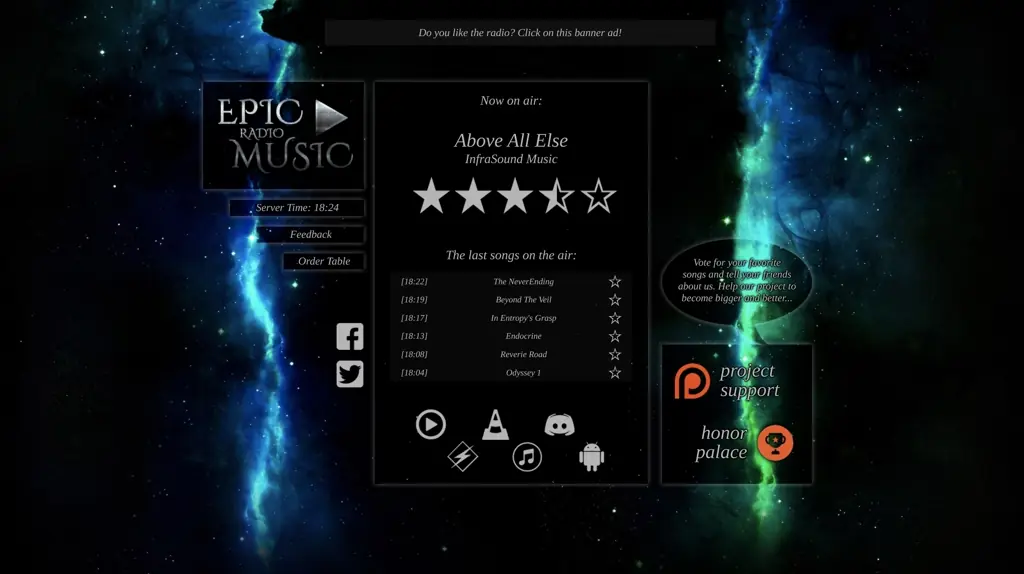 Do you like the radio? Click on this banner ad!
EPIC
RADIO
MUSIC
Server Time: 18:24
Feedback
Order Table
Now on air:
Above All Else
InfraSound Music
The last songs on the air:
[18:22] The NeverEnding
[18:19] Beyond The Veil
[18:17] In Entropy's Grasp
[18:13] Endocrine
[18:08] Reverie Road
[18:04] Odyssey 1
Vote for your favorite
songs and tell your friends
about us. Help our project to
become bigger and better...
project
support
honor
palace